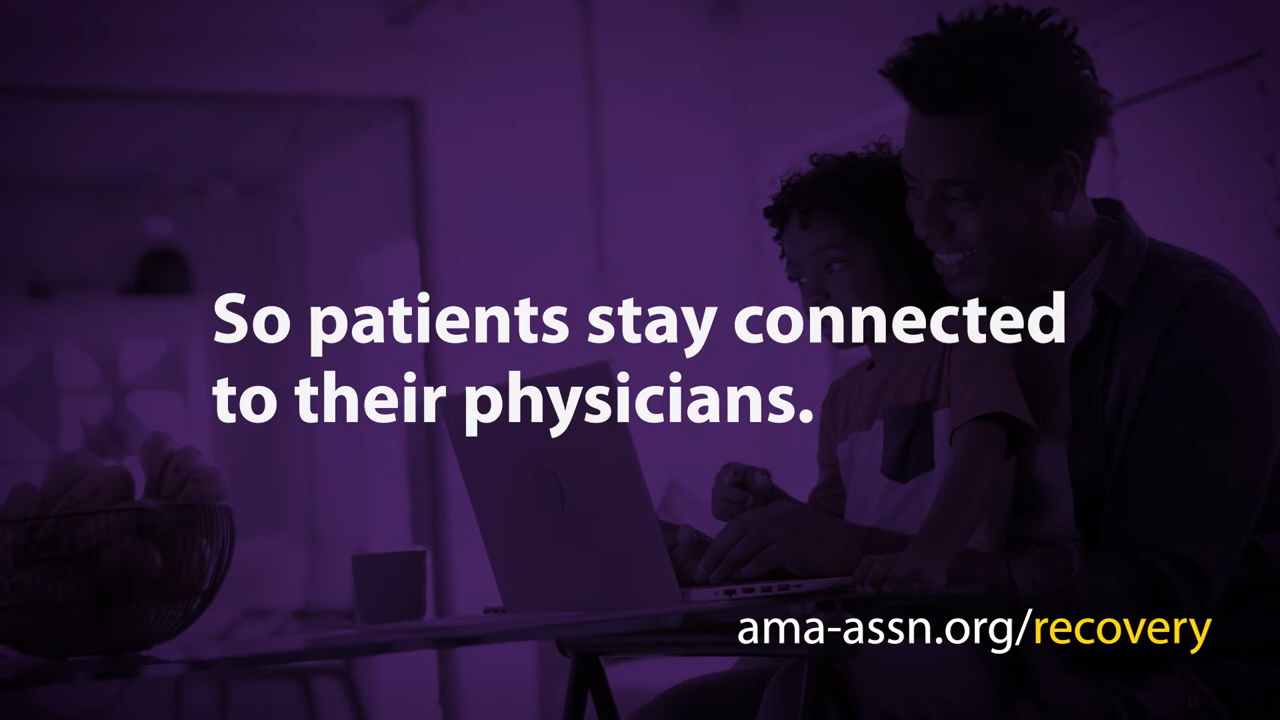 So patients stay connected
to their physicians.
ama-assn.org/recovery